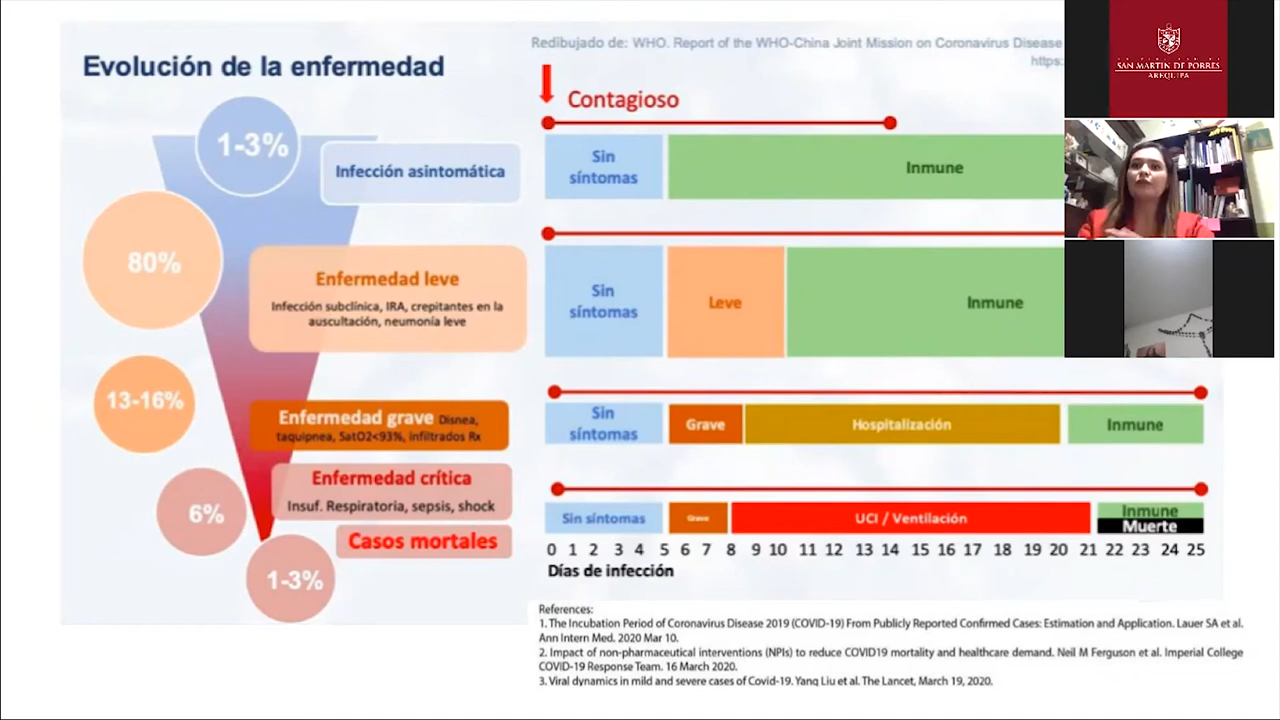 Evolución de la enfermedad
Redibujado de: WHO. Report of the WHO-China Joint Mission on Coronavirus Disease
https:
1-3%
Infección asintomática
80%
Enfermedad leve
Infección subclínica, IRA, crepitantes en la
auscultación, neumonía leve
13-16%
Enfermedad grave Disnea,
taquipnea, SatO2<93%, infiltrados Rx
6%
Enfermedad crítica
Insuf. Respiratoria, sepsis, shock
Casos mortales
1-3%
Contagioso
Sin
síntomas
Inmune
Sin
síntomas
Leve
Inmune
Sin
síntomas
Grave
Hospitalización
Inmune
Sin síntomas
Grave
UCI / Ventilación
Inmune
Muerte
0 1 2 3 4 5 6 7 8 9 10 11 12 13 14 15 16 17 18 19 20 21 22 23 24 25
Días de infección
References:
1. The Incubation Period of Coronavirus Disease 2019 (COVID-19) From Publicly Reported Confirmed Cases: Estimation and Application. Lauer SA et al.
Ann Intern Med. 2020 Mar 10.
2. Impact of non-pharmaceutical interventions (NPIs) to reduce COVID19 mortality and healthcare demand. Neil M Ferguson et al. Imperial College
COVID-19 Response Team. 16 March 2020.
3. Viral dynamics in mild and severe cases of Covid-19. Yang Liu et al. The Lancet, March 19, 2020.
SAN MARTIN DE PORRES
AREQUIPA